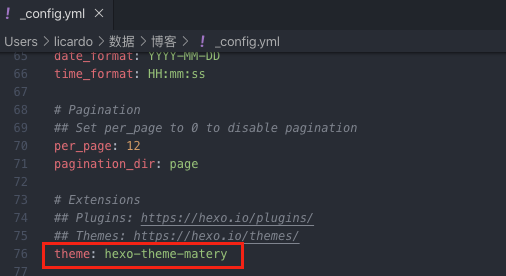 ! _config.yml ×
Users > licardo > 数据 > 博客 > ! _config.yml
65 date_format: YYYY-MM-DD
66 time_format: HH:mm:ss
67
68 # Pagination
69 ## Set per_page to 0 to disable pagination
70 per_page: 12
71 pagination_dir: page
72
73 # Extensions
74 ## Plugins: https://hexo.io/plugins/
75 ## Themes: https://hexo.io/themes/
76 theme: hexo-theme-matery
77